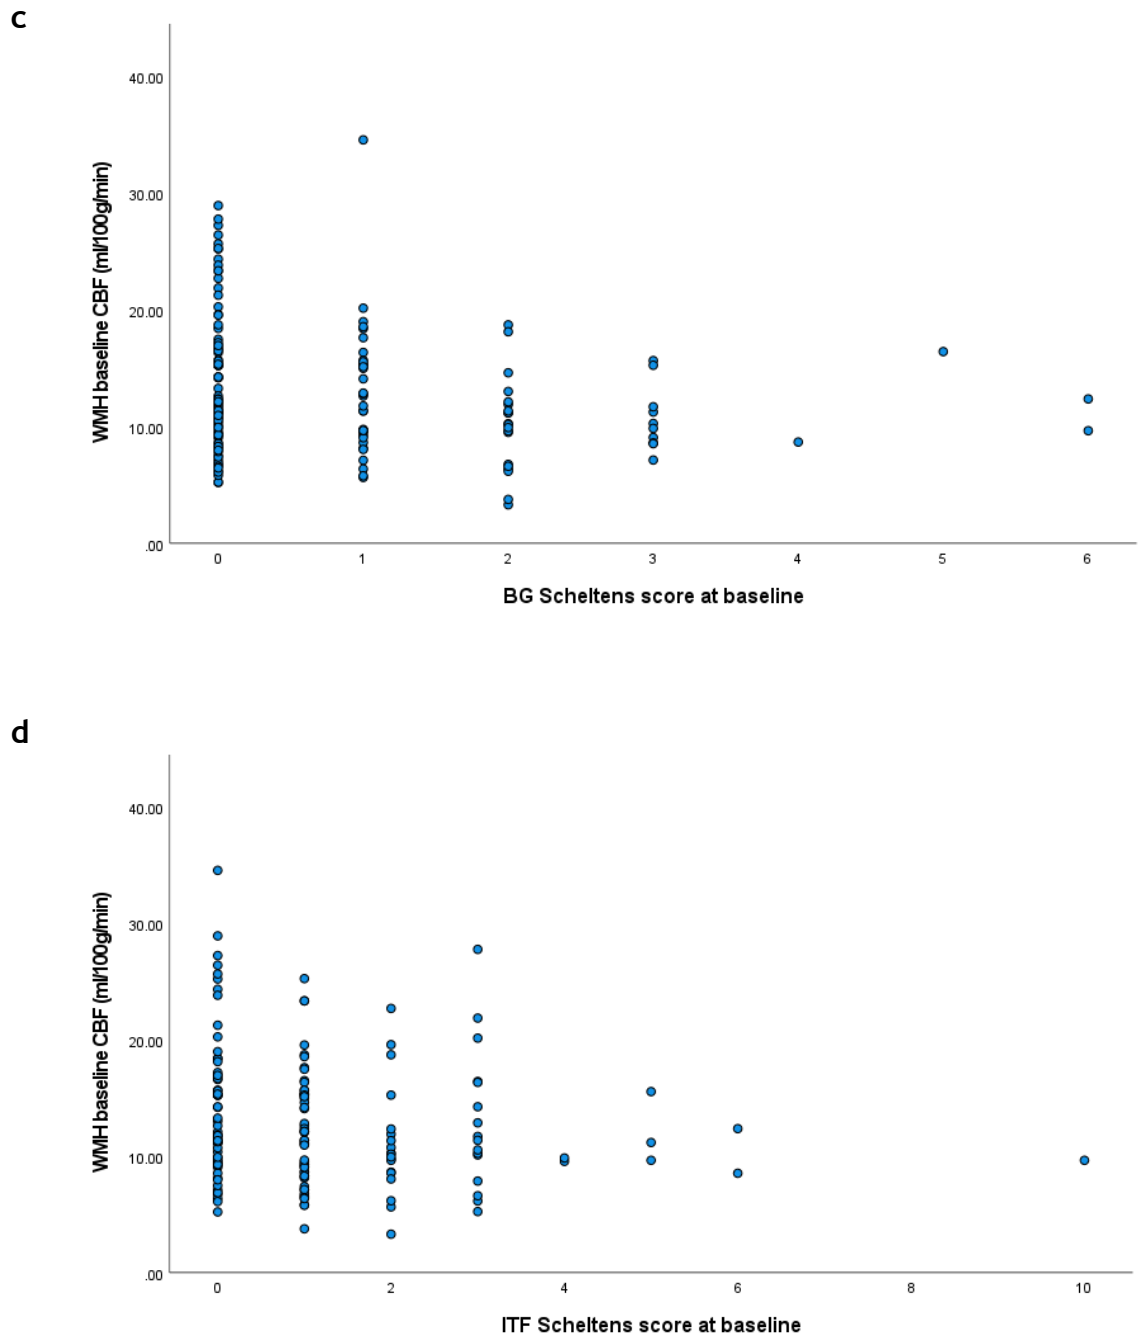 c
40.00
30.00
20.00
10.00
.00
WMH baseline CBF (ml/100g/min)
0 1 2 3 4 5 6
BG Scheltens score at baseline
d
40.00
30.00
20.00
10.00
.00
WMH baseline CBF (ml/100g/min)
0 2 4 6 8 10
ITF Scheltens score at baseline